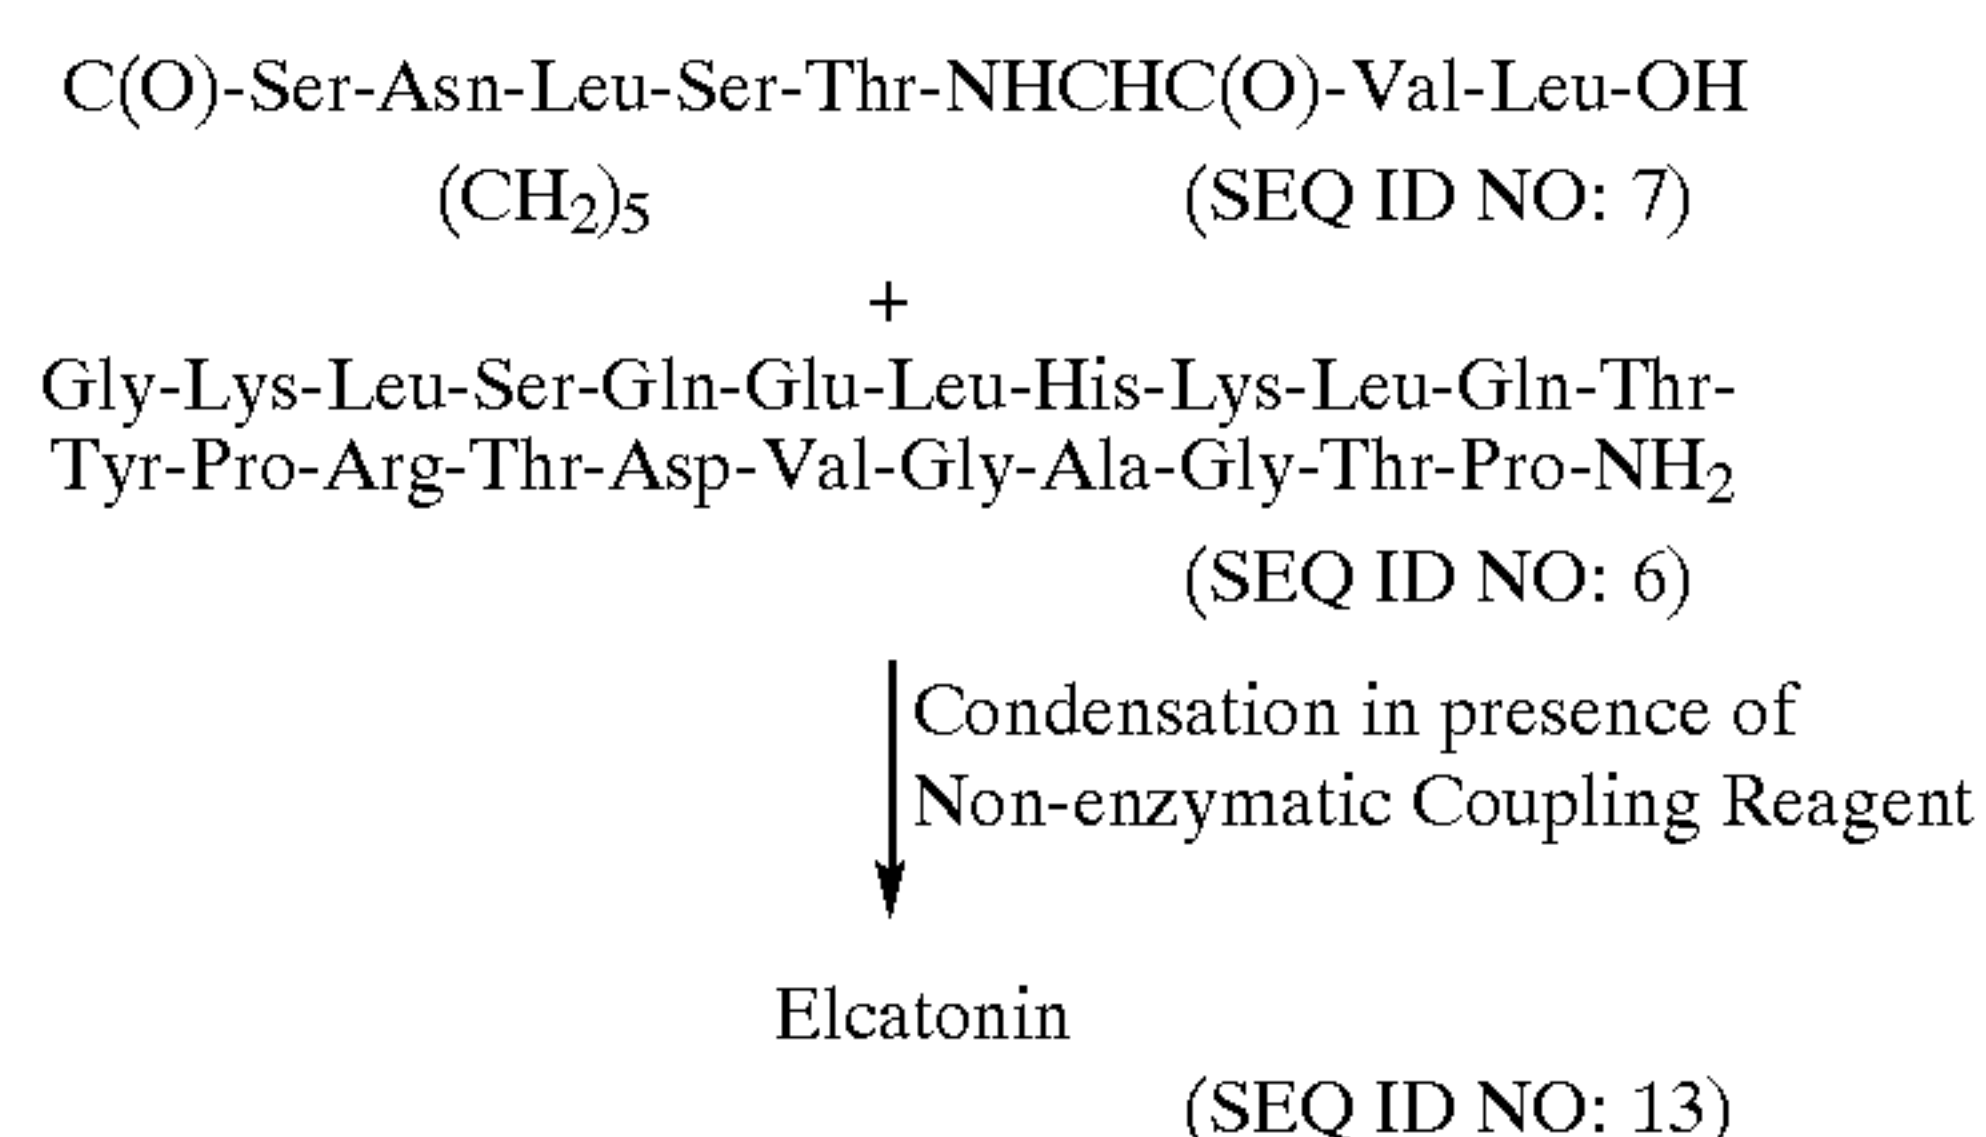 C(O)-Ser-Asn-Leu-Ser-Thr-NHCHC(O)-Val-Leu-OH
(CH₂)₅ (SEQ ID NO: 7)
+
Gly-Lys-Leu-Ser-Gln-Glu-Leu-His-Lys-Leu-Gln-Thr-
Tyr-Pro-Arg-Thr-Asp-Val-Gly-Ala-Gly-Thr-Pro-NH₂
(SEQ ID NO: 6)
Condensation in presence of
Non-enzymatic Coupling Reagent
Elcatonin
(SEQ ID NO: 13)